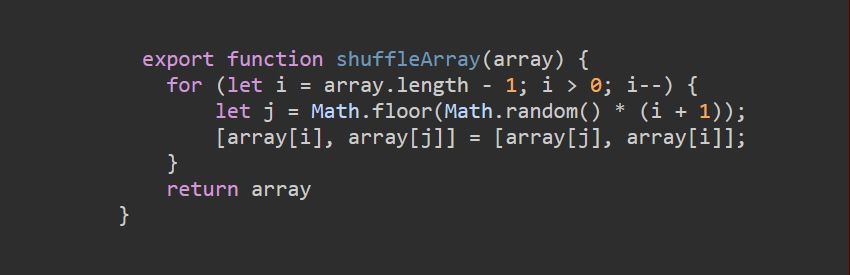 export function shuffleArray(array) {
for (let i = array.length - 1; i > 0; i--) {
let j = Math.floor(Math.random() * (i + 1));
[array[i], array[j]] = [array[j], array[i]];
}
return array
}